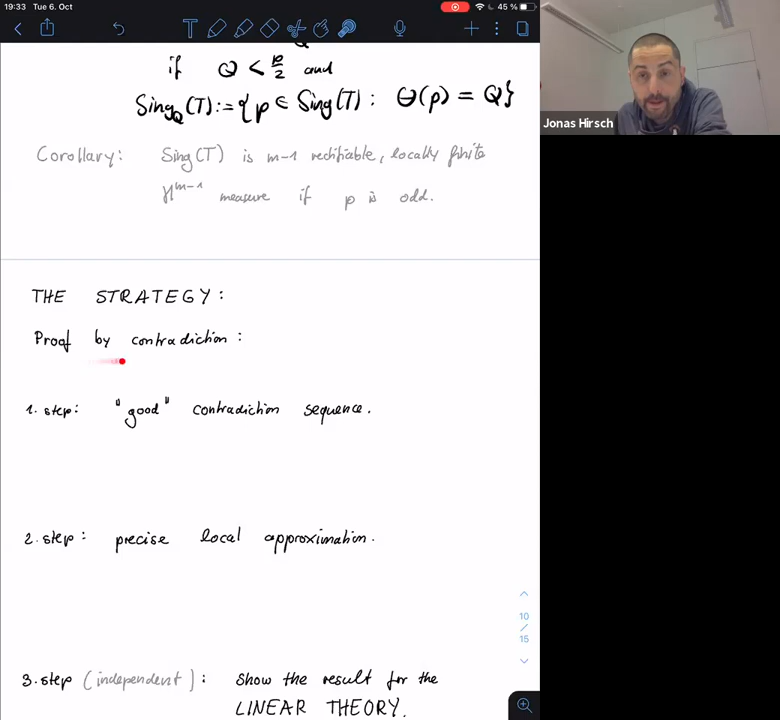 19:33 Tue 6. Oct
45 %
if Q < p/2 and
Sing_Q(T) := {p ∈ Sing(T) : Θ(p) = Q}
Jonas Hirsch
Corollary: Sing(T) is m-1 rectifiable, locally finite
H^{m-1} measure if p is odd.
THE STRATEGY:
Proof by contradiction:
1. step: "good" contradiction sequence.
2. step: precise local approximation.
10
/
15
3. step (independent): show the result for the
LINEAR THEORY.